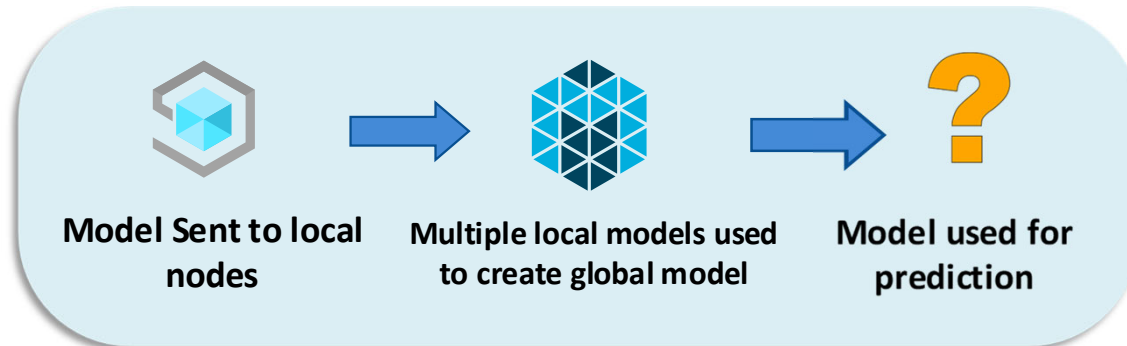 Model Sent to local
nodes
Multiple local models used
to create global model
Model used for
prediction
?